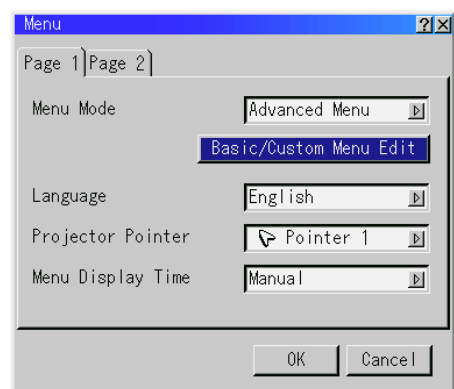 Menu
Page 1 Page 2
Menu Mode Advanced Menu
Basic/Custom Menu Edit
Language English
Projector Pointer Pointer 1
Menu Display Time Manual
OK Cancel